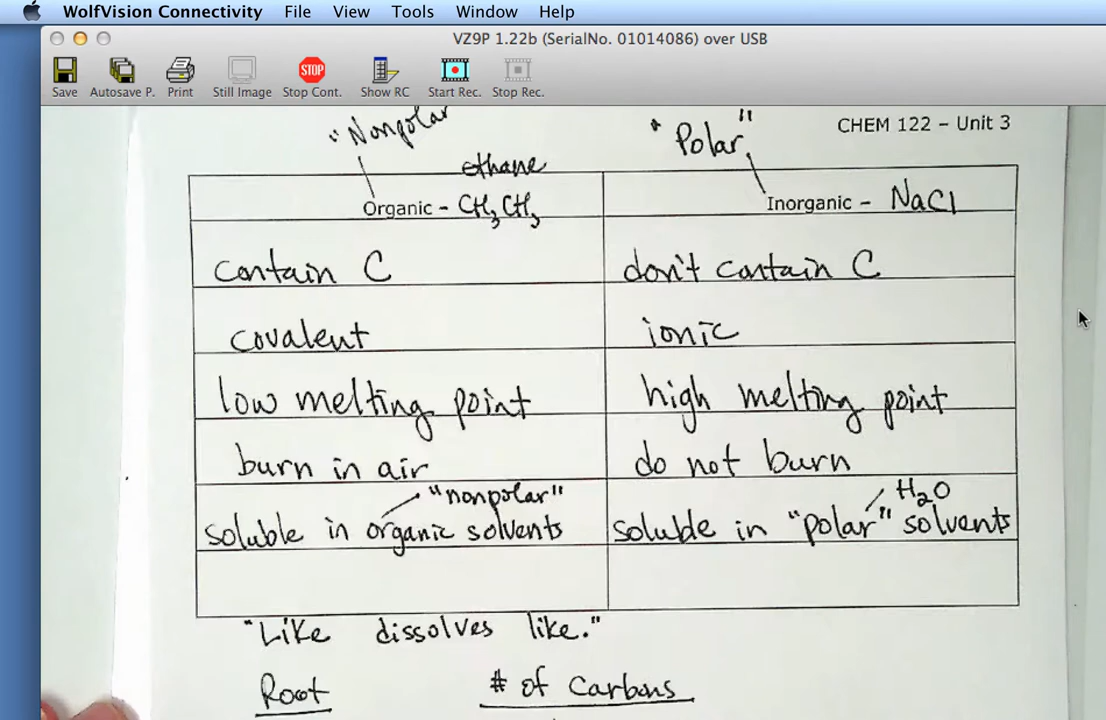 WolfVision Connectivity File View Tools Window Help
VZ9P 1.22b (SerialNo. 01014086) over USB
Save Autosave P. Print Still Image Stop Cont. Show RC Start Rec. Stop Rec.
STOP
"Nonpolar "Polar" CHEM 122 – Unit 3
ethane
Organic – CH3CH3 Inorganic – NaCl
contain C don't contain C
covalent ionic
low melting point high melting point
burn in air do not burn
"nonpolar" H2O
soluble in organic solvents soluble in "polar" solvents
"Like dissolves like."
Root # of Carbons